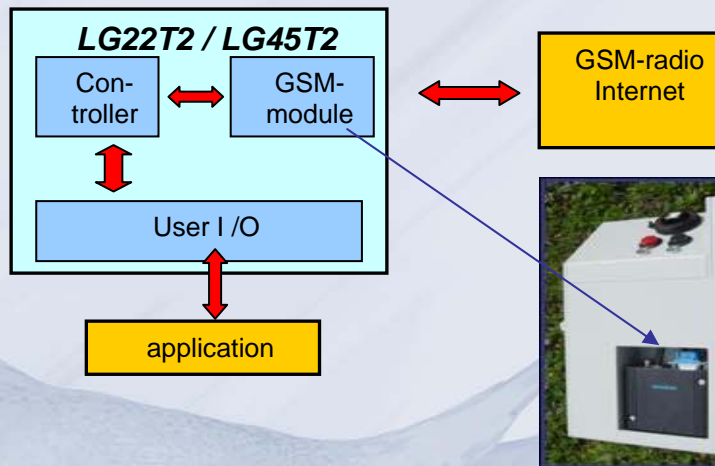 LG22T2 / LG45T2
Con-
troller
GSM-
module
GSM-radio
Internet
User I /O
application